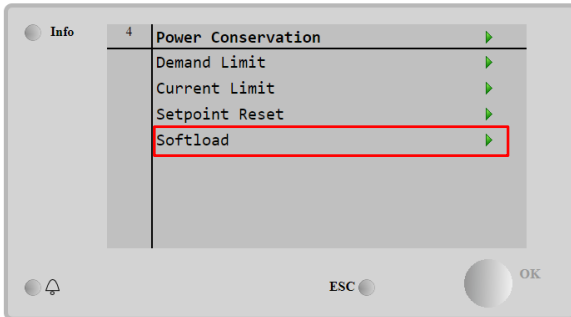 Info
4 Power Conservation
Demand Limit
Current Limit
Setpoint Reset
Softload
ESC
OK